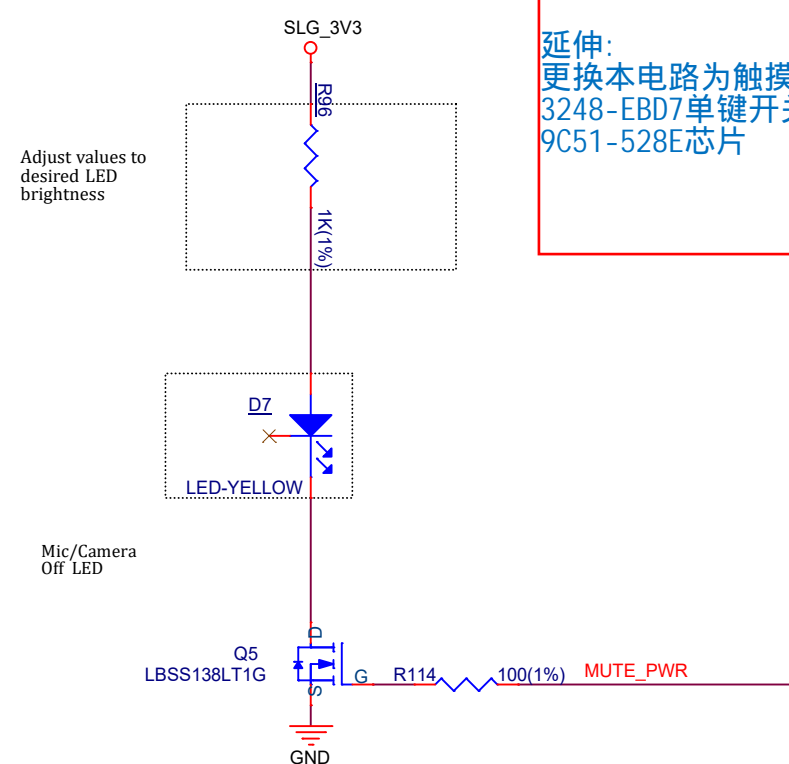 SLG_3V3
延伸:
更换本电路为触摸
3248-EBD7单键开
9C51-528E芯片
R96
Adjust values to
desired LED
brightness
1K(1%)
D7
LED-YELLOW
Mic/Camera
Off LED
Q5
LBSS138LT1G
D
G
S
R114
100(1%)
MUTE_PWR
GND